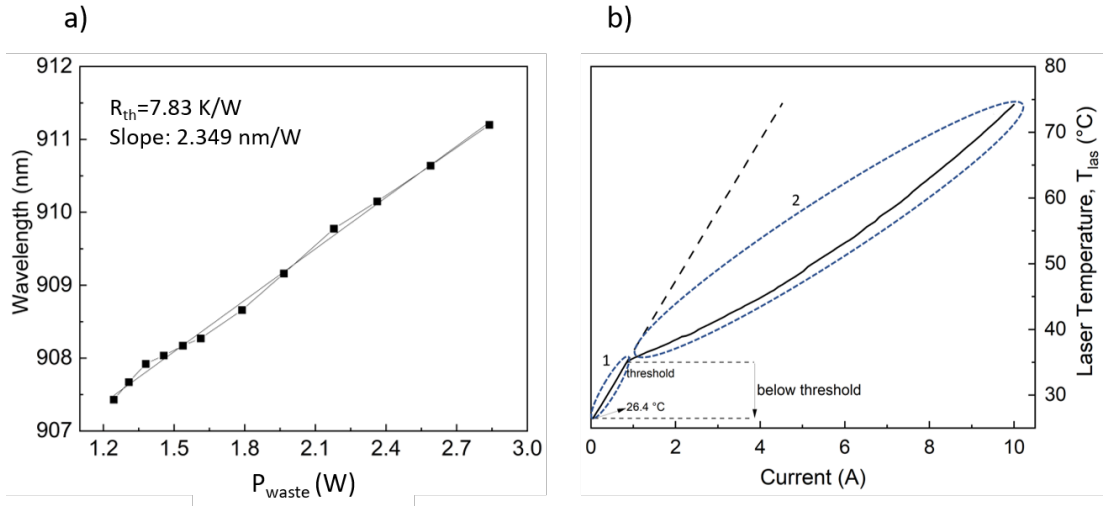 a)
912
911
910
909
908
907
Wavelength (nm)
R_th=7.83 K/W
Slope: 2.349 nm/W
1.2 1.5 1.8 2.1 2.4 2.7 3.0
P_waste (W)
b)
80
70
60
50
40
30
Laser Temperature, T_las (°C)
2
1
threshold
below threshold
26.4 °C
0 2 4 6 8 10
Current (A)